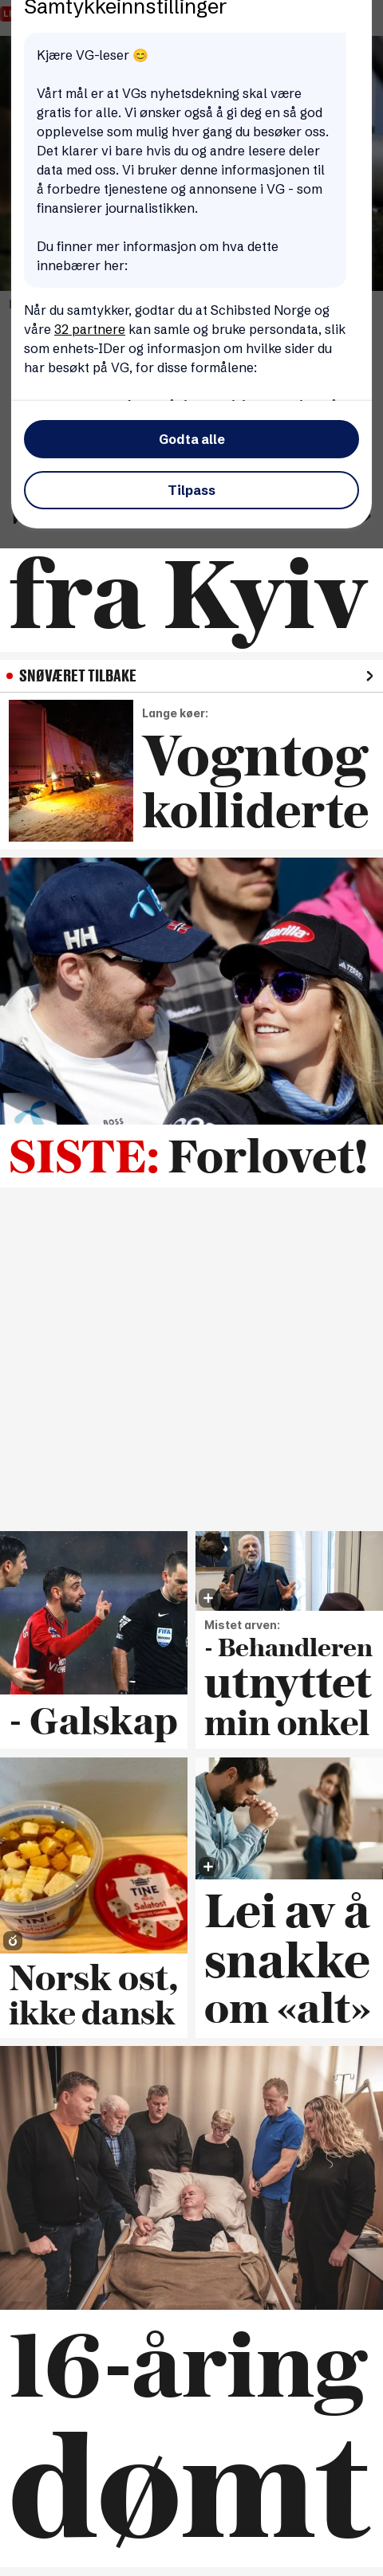 Samtykkeinnstillinger
Kjære VG-leser 😊
Vårt mål er at VGs nyhetsdekning skal være
gratis for alle. Vi ønsker også å gi deg en så god
opplevelse som mulig hver gang du besøker oss.
Det klarer vi bare hvis du og andre lesere deler
data med oss. Vi bruker denne informasjonen til
å forbedre tjenestene og annonsene i VG - som
finansierer journalistikken.
Du finner mer informasjon om hva dette
innebærer her:
Når du samtykker, godtar du at Schibsted Norge og
våre 32 partnere kan samle og bruke persondata, slik
som enhets-IDer og informasjon om hvilke sider du
har besøkt på VG, for disse formålene:
Godta alle
Tilpass
fra Kyiv
SNØVÆRET TILBAKE
Lange køer:
Vogntog
kolliderte
HH
Barilla
SISTE: Forlovet!
- Galskap
Mistet arven:
- Behandleren
utnyttet
min onkel
TINE
Salatost
Norsk ost,
ikke dansk
Lei av å
snakke
om «alt»
16-åring
dømt